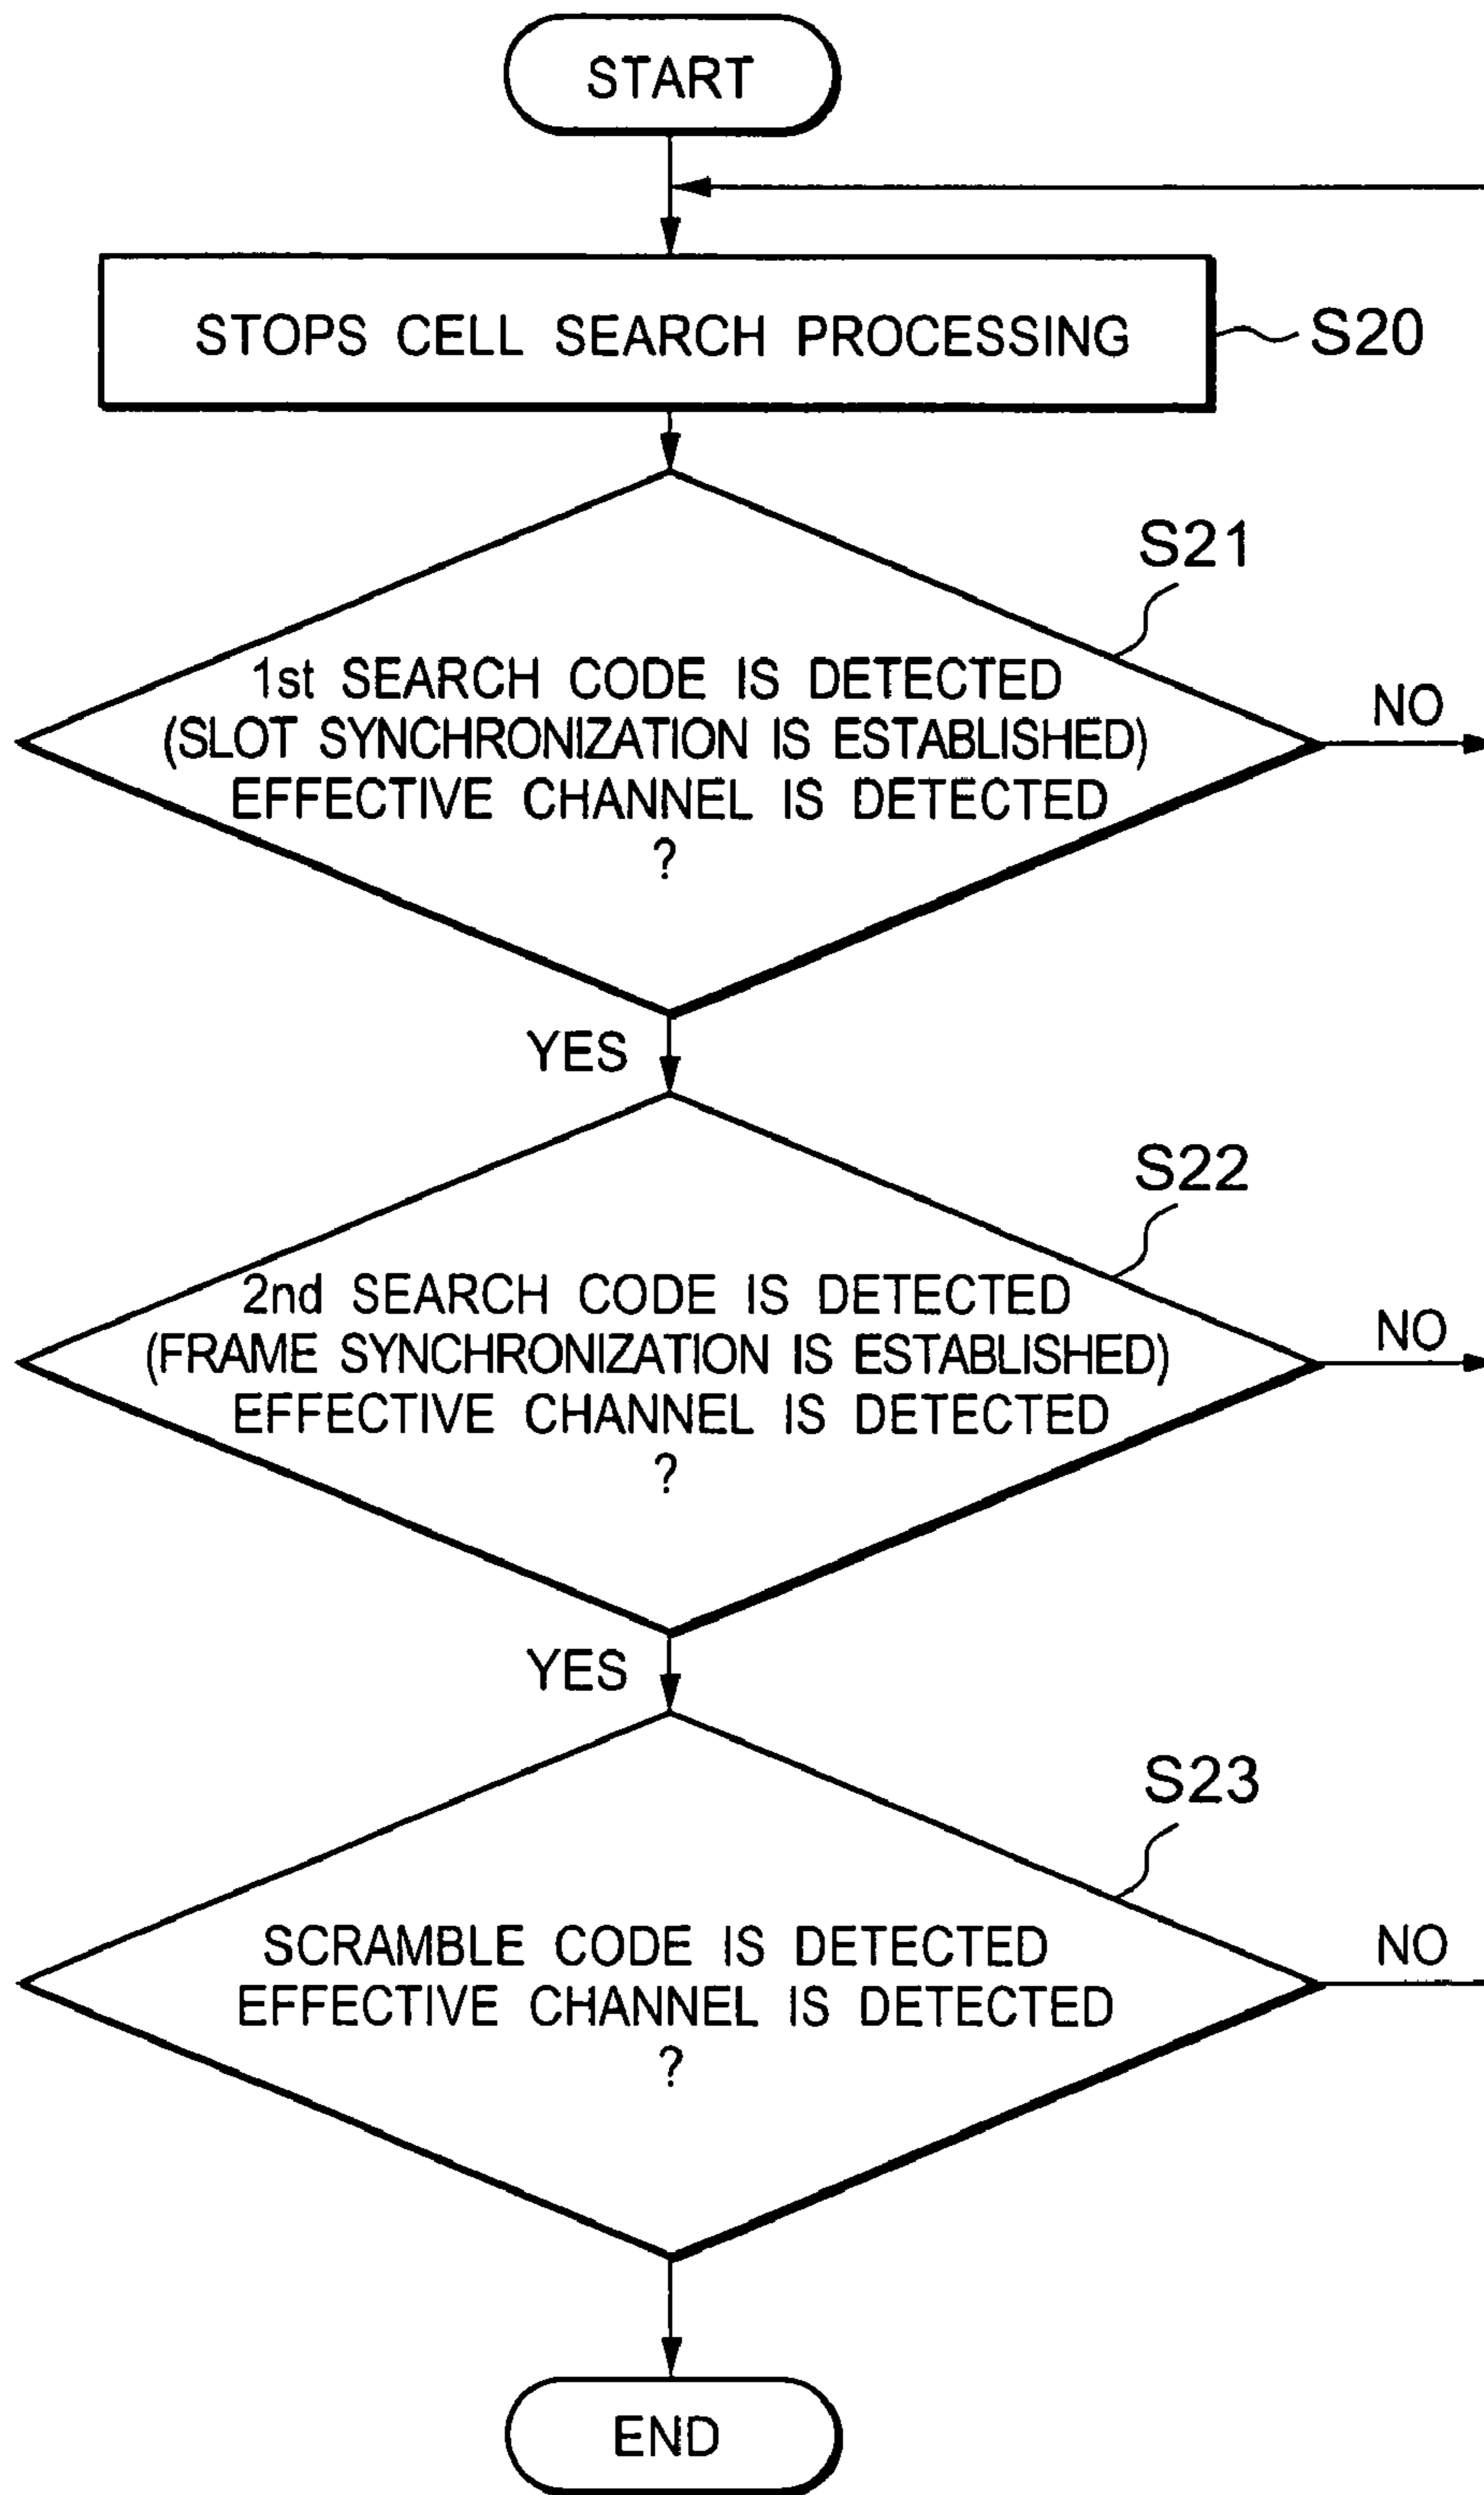 START
STOPS CELL SEARCH PROCESSING
S20
S21
1st SEARCH CODE IS DETECTED
(SLOT SYNCHRONIZATION IS ESTABLISHED)
EFFECTIVE CHANNEL IS DETECTED
?
NO
YES
S22
2nd SEARCH CODE IS DETECTED
(FRAME SYNCHRONIZATION IS ESTABLISHED)
EFFECTIVE CHANNEL IS DETECTED
?
NO
YES
S23
SCRAMBLE CODE IS DETECTED
EFFECTIVE CHANNEL IS DETECTED
?
NO
END